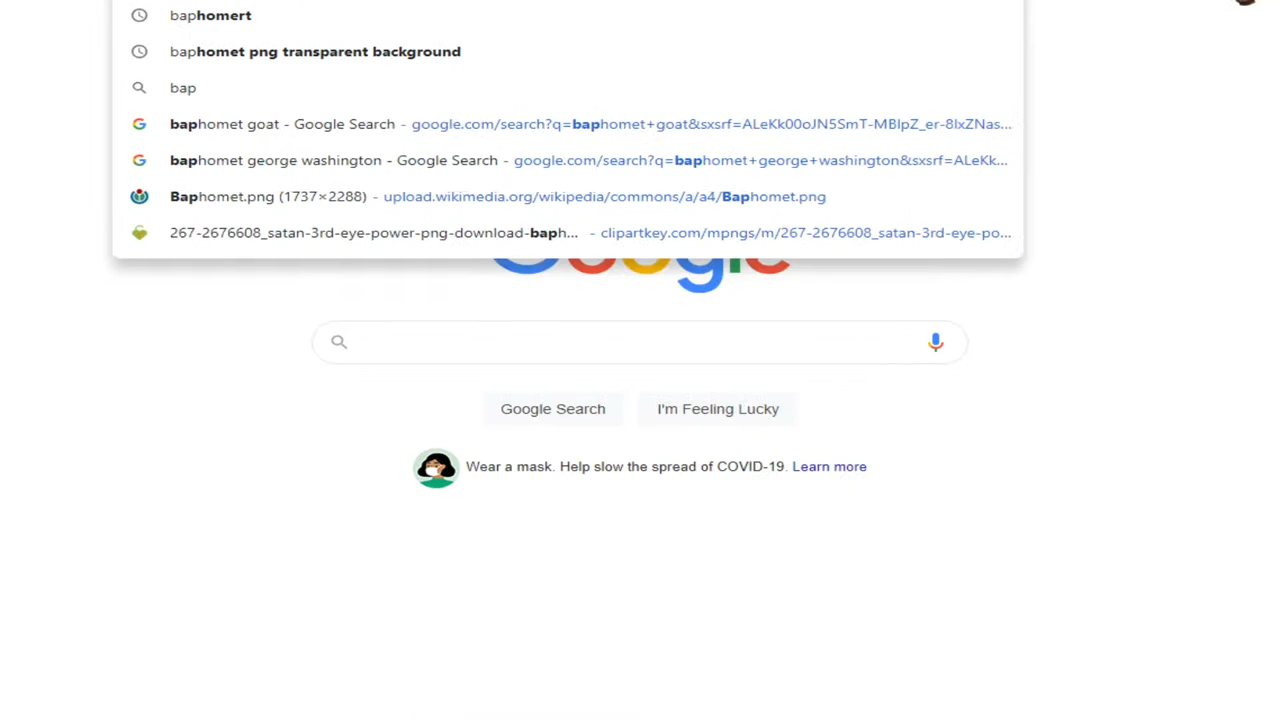 baphomert
baphomet png transparent background
bap
baphomet goat - Google Search - google.com/search?q=baphomet+goat&sxsrf=ALeKk00oJN5SmT-MBlpZ_er-8lxZNas...
baphomet george washington - Google Search - google.com/search?q=baphomet+george+washington&sxsrf=ALeKk...
Baphomet.png (1737×2288) - upload.wikimedia.org/wikipedia/commons/a/a4/Baphomet.png
267-2676608_satan-3rd-eye-power-png-download-baph... - clipartkey.com/mpngs/m/267-2676608_satan-3rd-eye-po...
Google
Google Search I'm Feeling Lucky
Wear a mask. Help slow the spread of COVID-19. Learn more